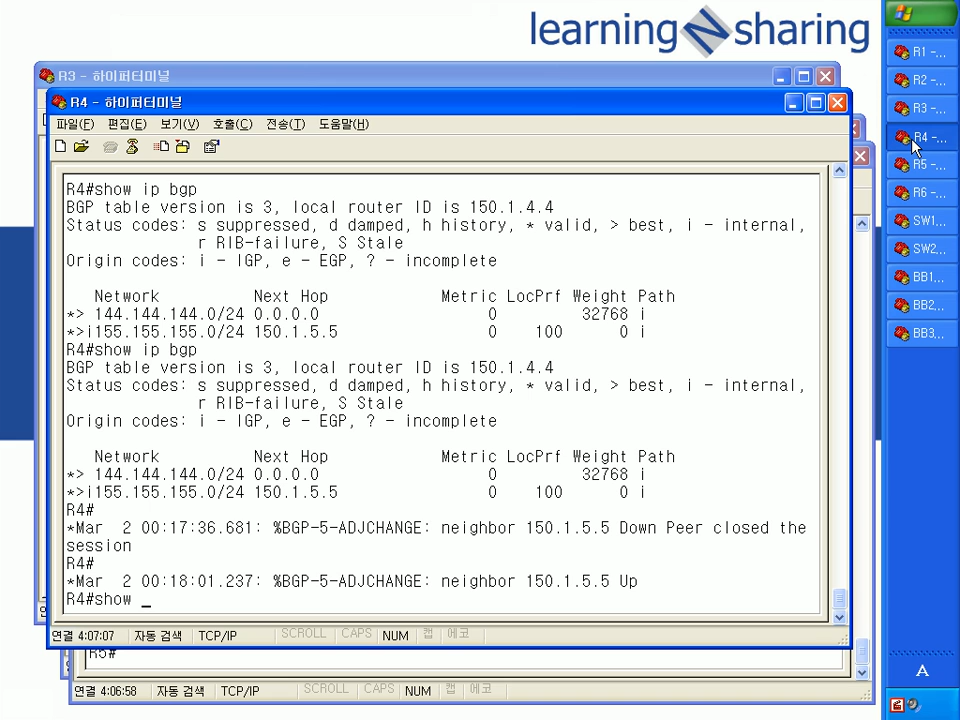 learning N sharing
R3 - 하이퍼터미널
R4 - 하이퍼터미널
파일(F) 편집(E) 보기(V) 호출(C) 전송(T) 도움말(H)
R4#show ip bgp
BGP table version is 3, local router ID is 150.1.4.4
Status codes: s suppressed, d damped, h history, * valid, > best, i - internal,
r RIB-failure, S Stale
Origin codes: i - IGP, e - EGP, ? - incomplete
Network Next Hop Metric LocPrf Weight Path
*> 144.144.144.0/24 0.0.0.0 0 32768 i
*>i155.155.155.0/24 150.1.5.5 0 100 0 i
R4#show ip bgp
BGP table version is 3, local router ID is 150.1.4.4
Status codes: s suppressed, d damped, h history, * valid, > best, i - internal,
r RIB-failure, S Stale
Origin codes: i - IGP, e - EGP, ? - incomplete
Network Next Hop Metric LocPrf Weight Path
*> 144.144.144.0/24 0.0.0.0 0 32768 i
*>i155.155.155.0/24 150.1.5.5 0 100 0 i
R4#
*Mar 2 00:17:36.681: %BGP-5-ADJCHANGE: neighbor 150.1.5.5 Down Peer closed the
session
R4#
*Mar 2 00:18:01.237: %BGP-5-ADJCHANGE: neighbor 150.1.5.5 Up
R4#show _
연결 4:07:07 자동 검색 TCP/IP SCROLL CAPS NUM 캡 에코
R5#
연결 4:06:58 자동 검색 TCP/IP SCROLL CAPS NUM 캡 에코
R1 -...
R2 -...
R3 -...
R4 -...
R5 -...
R6 -...
SW1...
SW2...
BB1...
BB2...
BB3...
A